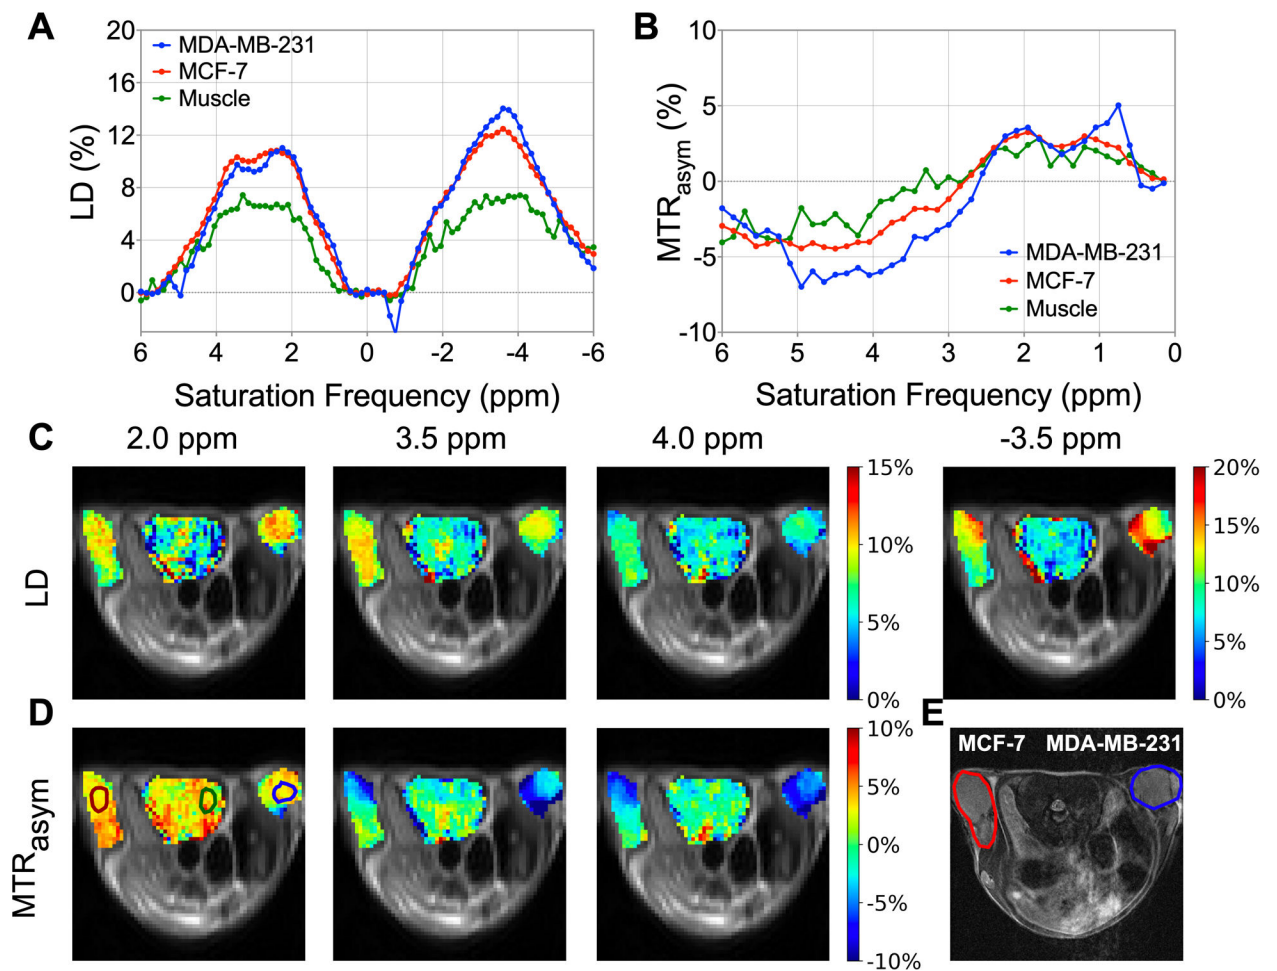 A
B
20
16
12
8
4
0
LD (%)
MDA-MB-231
MCF-7
Muscle
6 4 2 0 -2 -4 -6
Saturation Frequency (ppm)
10
5
0
-5
-10
MTRasym (%)
MDA-MB-231
MCF-7
Muscle
6 5 4 3 2 1 0
Saturation Frequency (ppm)
C
2.0 ppm 3.5 ppm 4.0 ppm -3.5 ppm
LD
15%
10%
5%
0%
20%
15%
10%
5%
0%
D
MTRasym
10%
5%
0%
-5%
-10%
E
MCF-7 MDA-MB-231